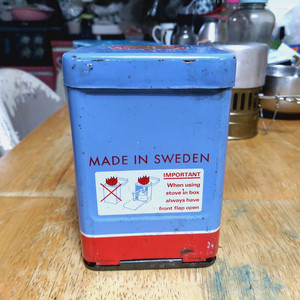 MADE IN SWEDEN
IMPORTANT
When using
stove in box
always have
front flap open